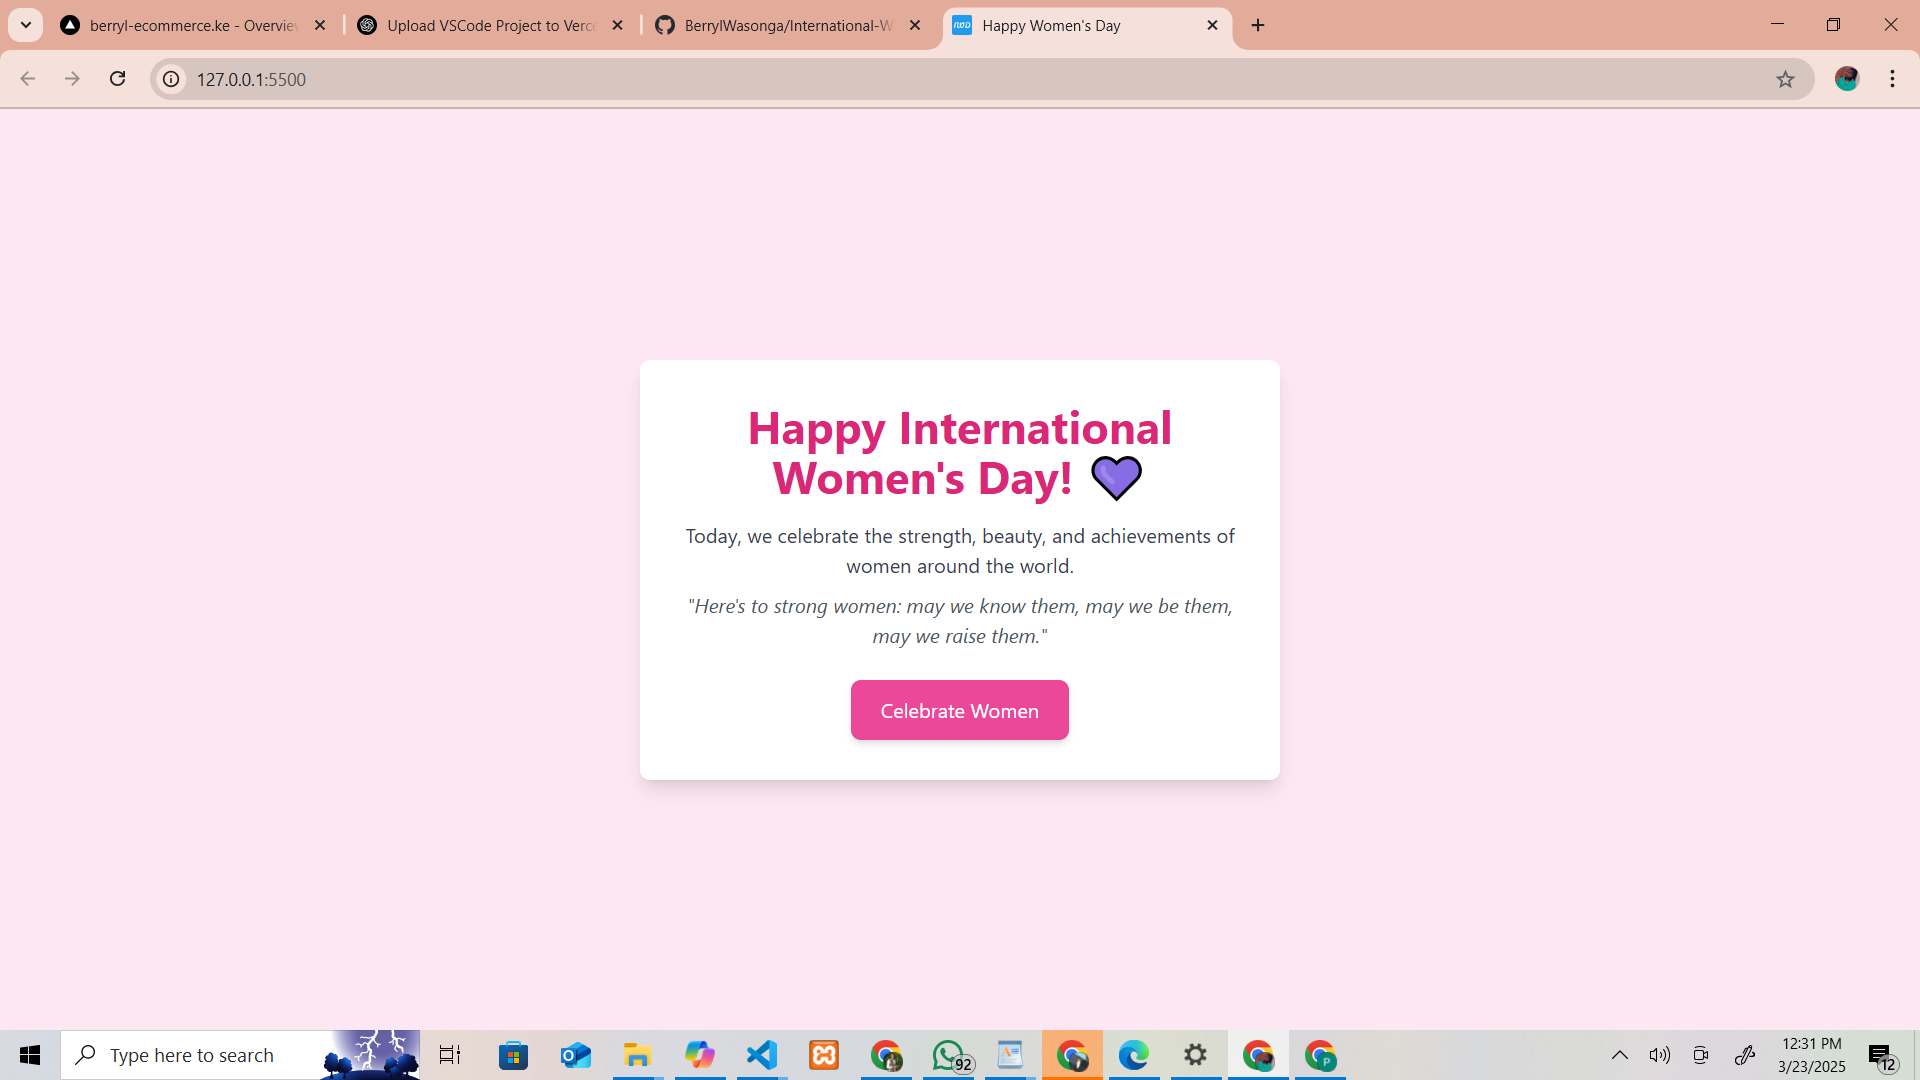 berryl-ecommerce.ke - Overview
Upload VSCode Project to Verce
BerrylWasonga/International-W
Happy Women's Day
127.0.0.1:5500
Happy International
Women's Day! 💜
Today, we celebrate the strength, beauty, and achievements of
women around the world.
"Here's to strong women: may we know them, may we be them,
may we raise them."
Celebrate Women
Type here to search
92
P
12:31 PM
3/23/2025
12